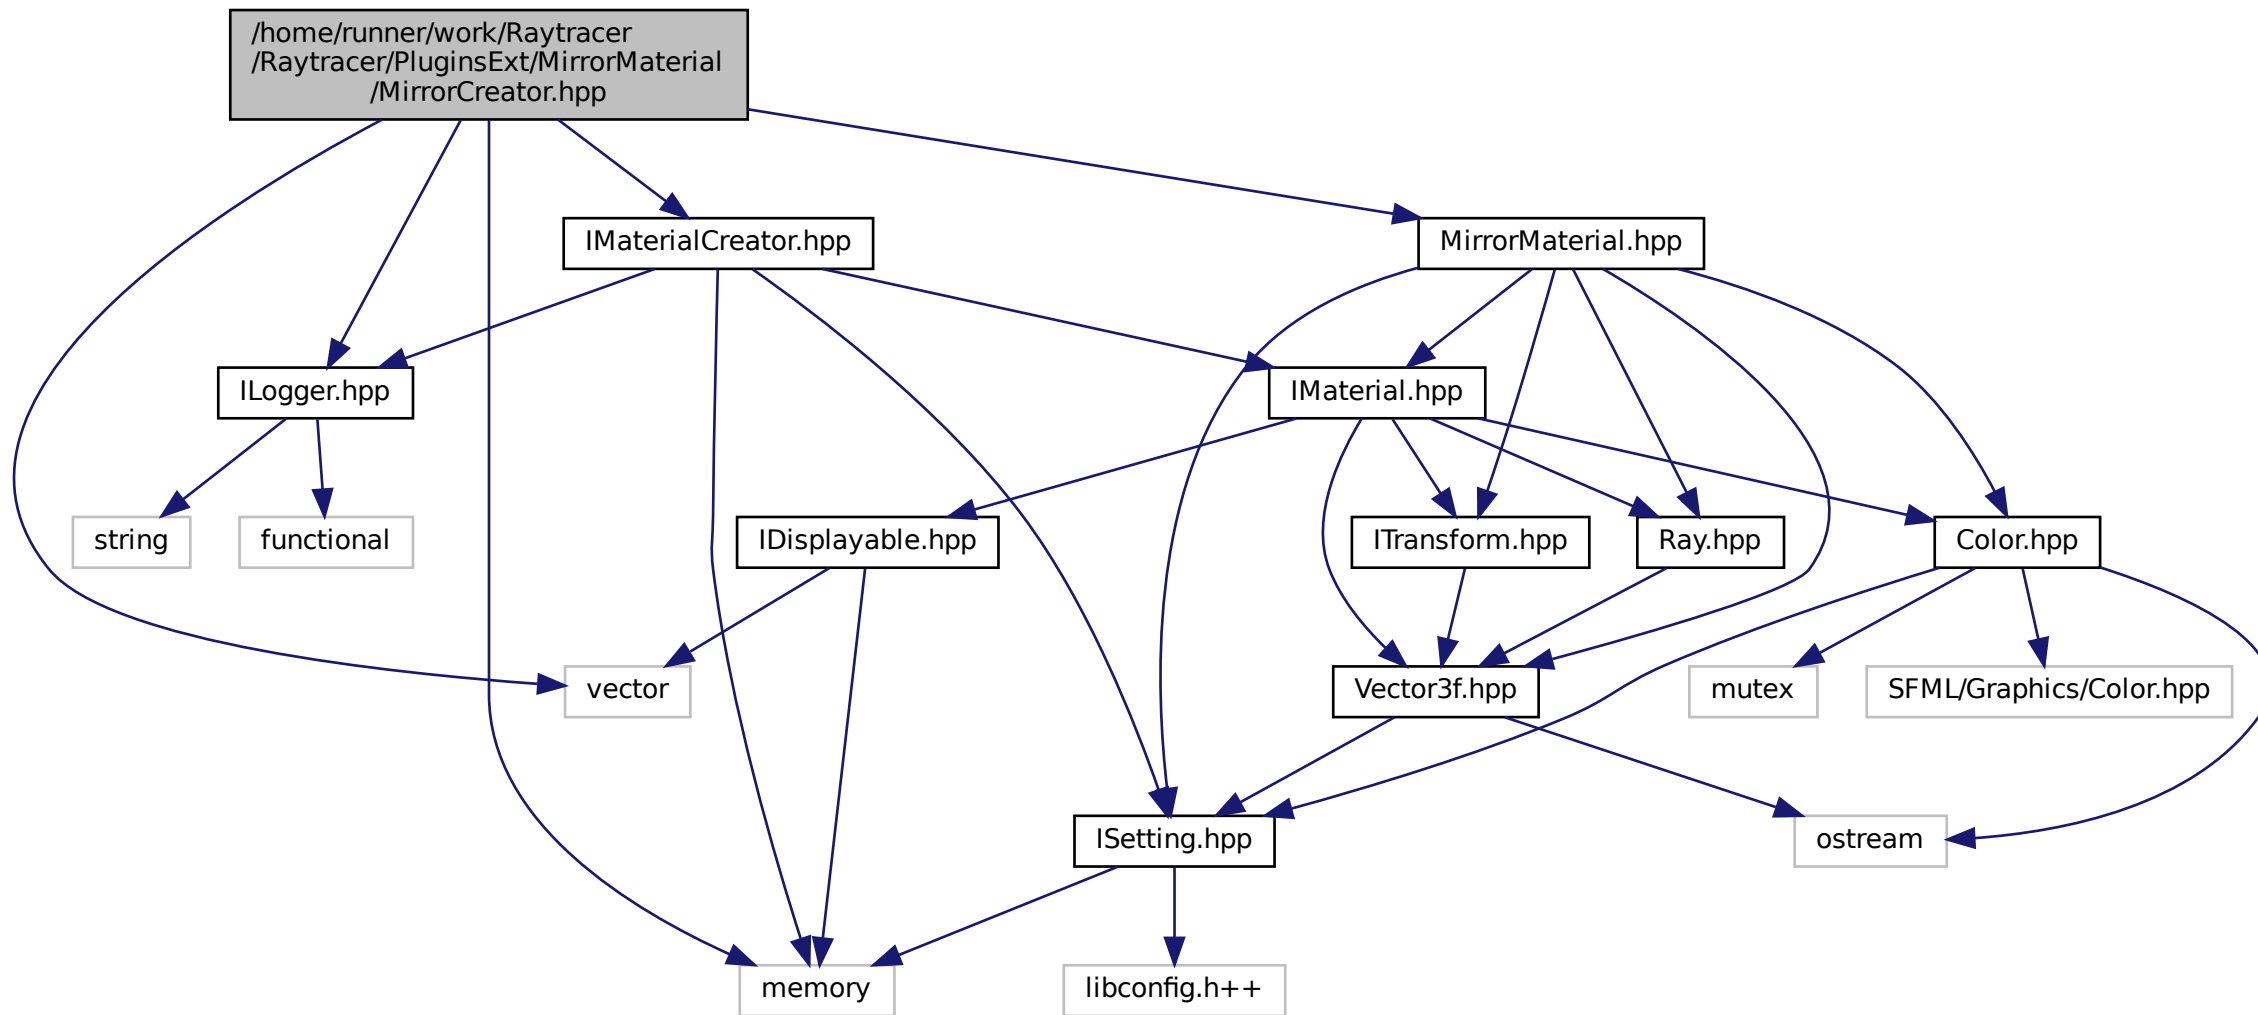 /home/runner/work/Raytracer
/Raytracer/PluginsExt/MirrorMaterial
/MirrorCreator.hpp
IMaterialCreator.hpp
MirrorMaterial.hpp
ILogger.hpp
IMaterial.hpp
string
functional
IDisplayable.hpp
ITransform.hpp
Ray.hpp
Color.hpp
vector
Vector3f.hpp
mutex
SFML/Graphics/Color.hpp
ISetting.hpp
ostream
memory
libconfig.h++